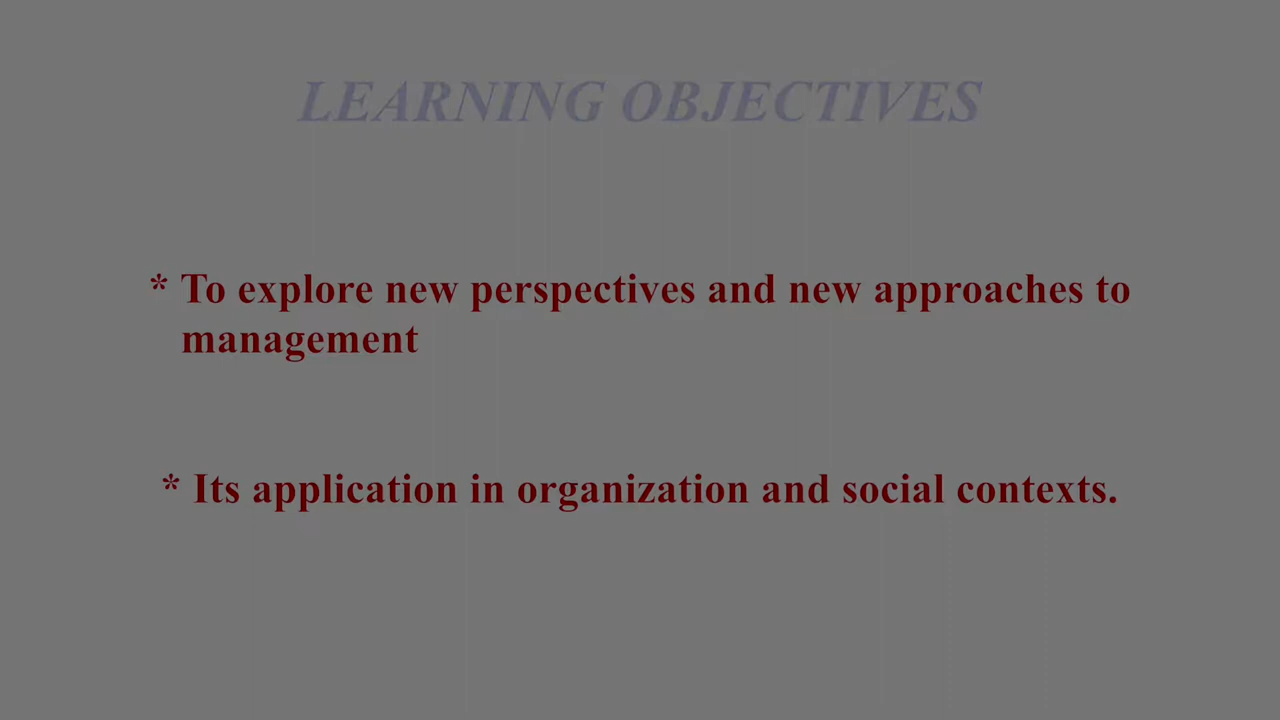 LEARNING OBJECTIVES
* To explore new perspectives and new approaches to
management
* Its application in organization and social contexts.